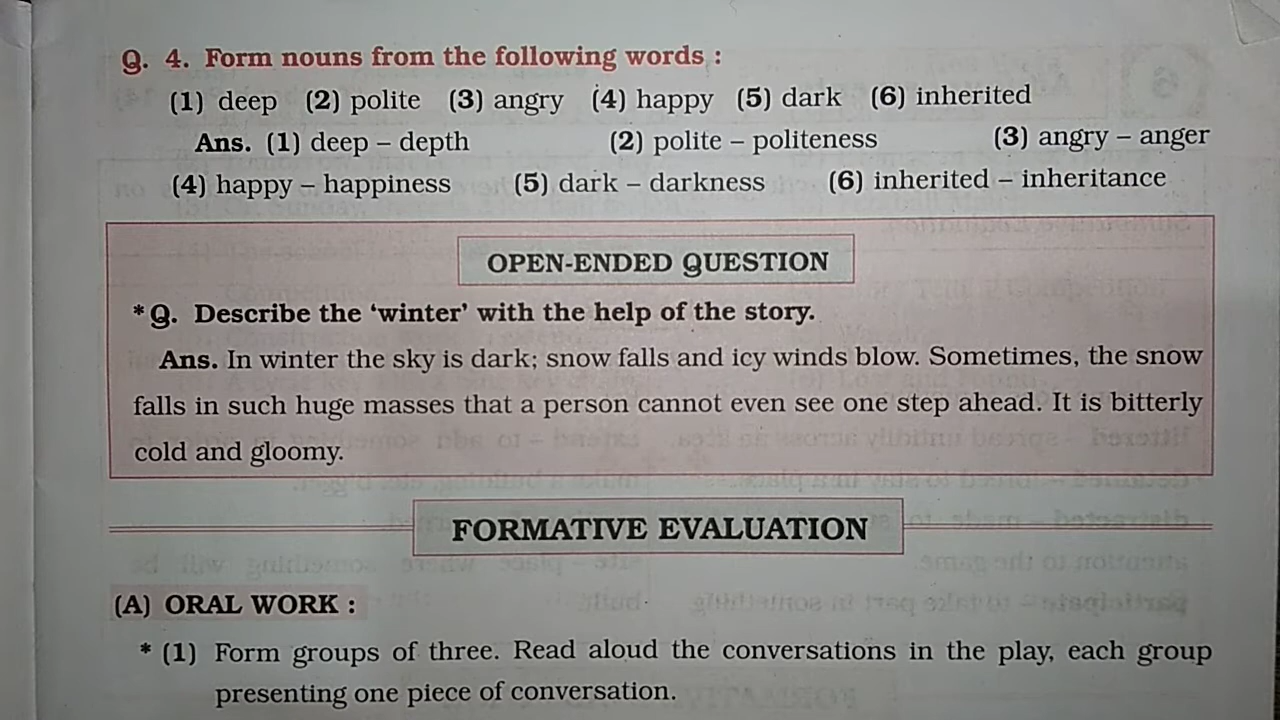 Q. 4. Form nouns from the following words :
(1) deep (2) polite (3) angry (4) happy (5) dark (6) inherited
Ans. (1) deep – depth (2) polite – politeness (3) angry – anger
(4) happy – happiness (5) dark – darkness (6) inherited – inheritance
OPEN-ENDED QUESTION
*Q. Describe the ‘winter’ with the help of the story.
Ans. In winter the sky is dark; snow falls and icy winds blow. Sometimes, the snow
falls in such huge masses that a person cannot even see one step ahead. It is bitterly
cold and gloomy.
FORMATIVE EVALUATION
(A) ORAL WORK :
* (1) Form groups of three. Read aloud the conversations in the play, each group
presenting one piece of conversation.